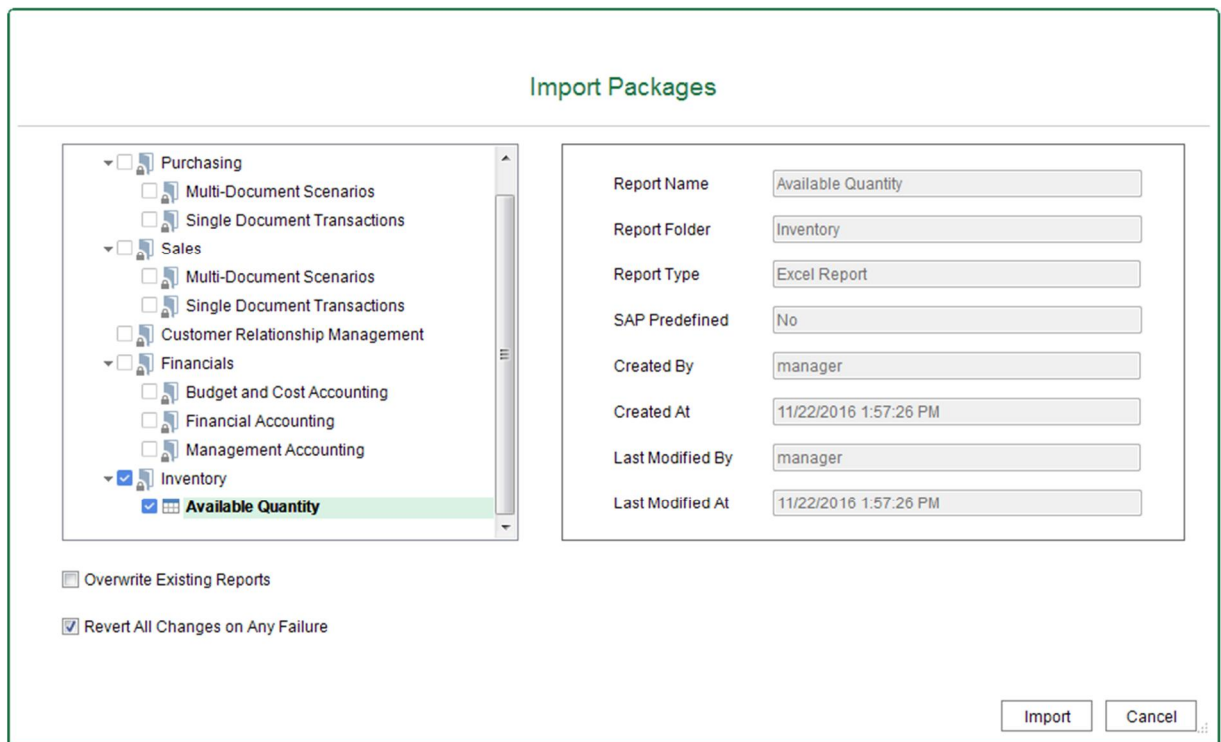 Import Packages
Purchasing
Multi-Document Scenarios
Single Document Transactions
Sales
Multi-Document Scenarios
Single Document Transactions
Customer Relationship Management
Financials
Budget and Cost Accounting
Financial Accounting
Management Accounting
Inventory
Available Quantity
Report Name Available Quantity
Report Folder Inventory
Report Type Excel Report
SAP Predefined No
Created By manager
Created At 11/22/2016 1:57:26 PM
Last Modified By manager
Last Modified At 11/22/2016 1:57:26 PM
Overwrite Existing Reports
Revert All Changes on Any Failure
Import Cancel